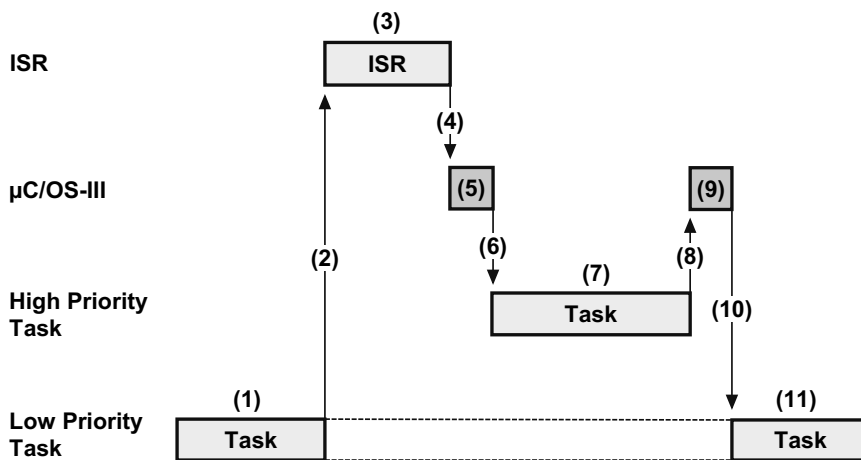 (3)
ISR
ISR
(4)
µC/OS-III
(5)
(9)
(2)
(6)
(7)
(8)
High Priority
Task
Task
(10)
(1)
(11)
Low Priority
Task
Task
Task